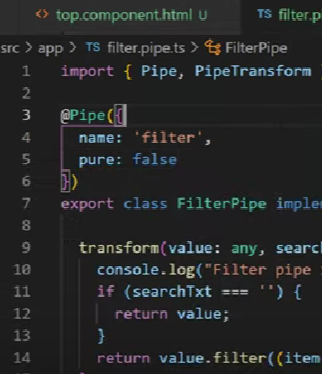 <> top.component.html U TS filter.p
src > app > TS filter.pipe.ts > FilterPipe
1 import { Pipe, PipeTransform
2
3 @Pipe({
4 name: 'filter',
5 pure: false
6 })
7 export class FilterPipe imple
8
9 transform(value: any, searc
10 console.log("Filter pipe
11 if (searchTxt === '') {
12 return value;
13 }
14 return value.filter((item